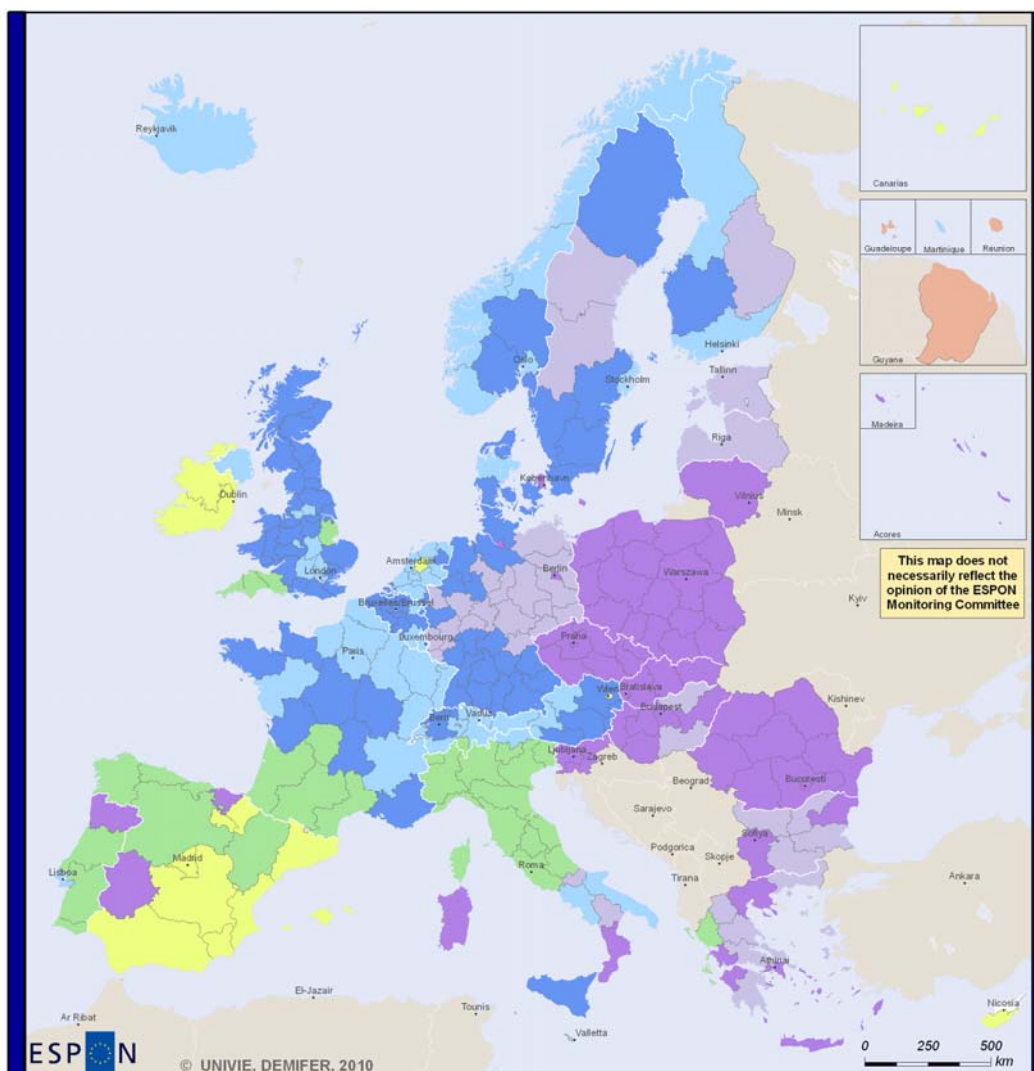 Reykjavik
Canarias
Guadeloupe
Martinique
Reunion
Guyane
Madeira
Acores
This map does not
necessarily reflect the
opinion of the ESPON
Monitoring Committee
Oslo
Helsinki
Tallinn
Stockholm
Riga
København
Vilnius
Minsk
Dublin
London
Amsterdam
Berlin
Warszawa
Bruxelles/Brussel
Kyiv
Luxembourg
Praha
Paris
Wien
Bratislava
Kishinev
Bern
Vaduz
Budapest
Ljubljana
Zagreb
Beograd
Bucuresti
Sarajevo
Podgorica
Sofiya
Skopje
Madrid
Roma
Tirana
Lisboa
Ankara
Athinai
El-Jazair
Tounis
Nicosia
Ar Ribat
Valletta
ESPON
© UNIVIE, DEMIFER, 2010
0 250 500
km